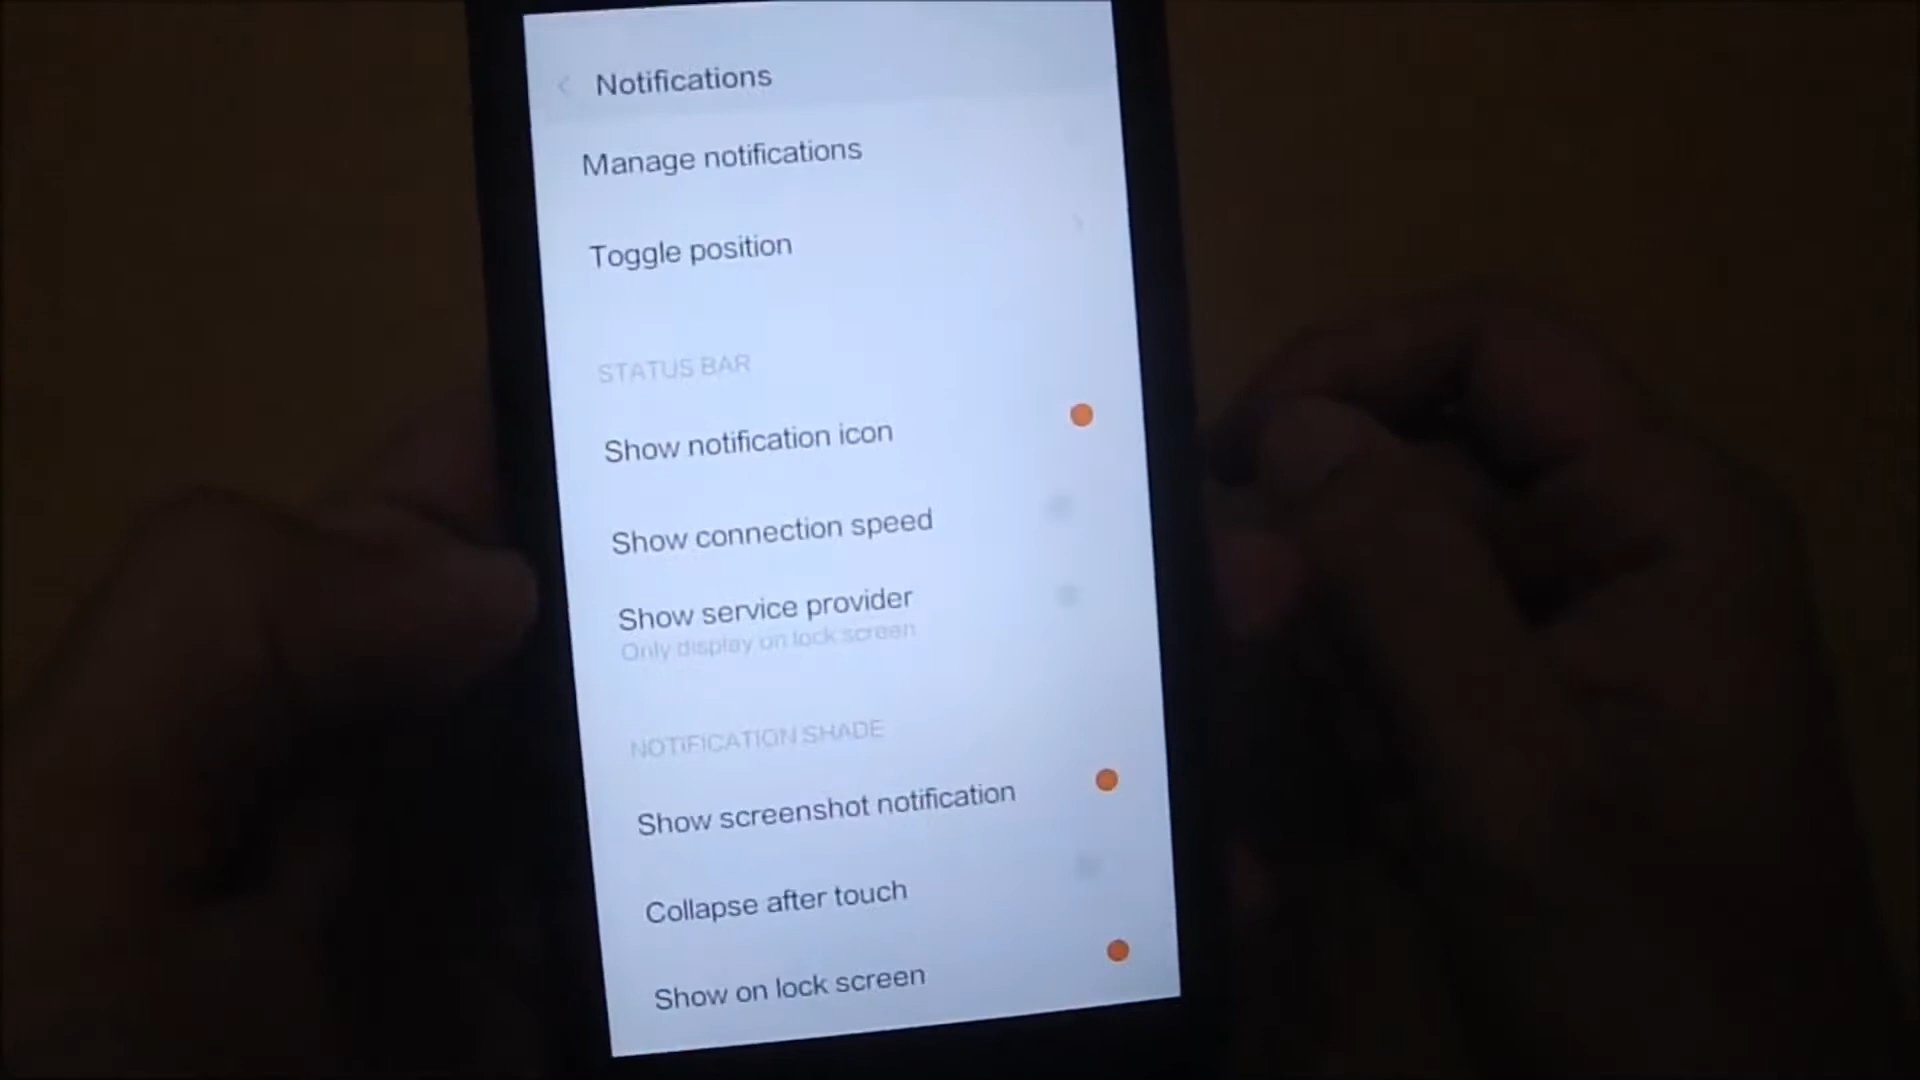 Notifications
Manage notifications
Toggle position
STATUS BAR
Show notification icon
Show connection speed
Show service provider
Only display on lock screen
NOTIFICATION SHADE
Show screenshot notification
Collapse after touch
Show on lock screen